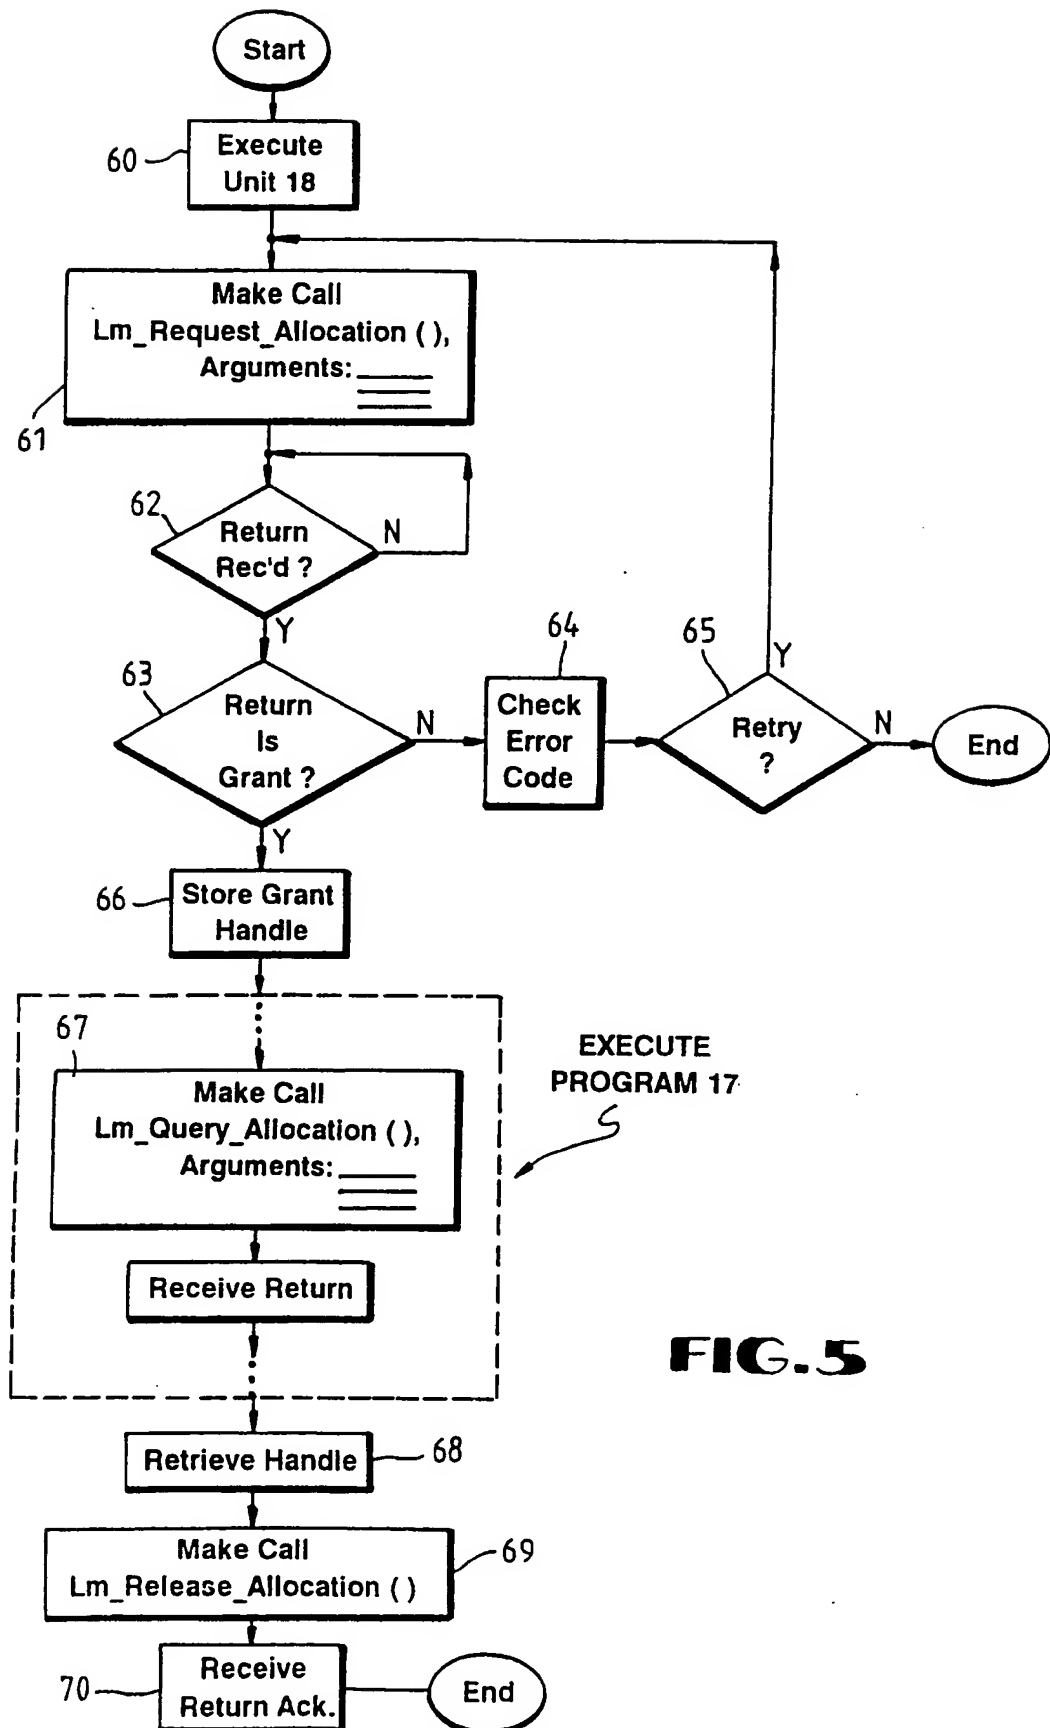 Start
60
Execute
Unit 18
Make Call
Lm_Request_Allocation ( ),
Arguments:
61
62
Return
Rec'd ?
N
Y
63
Return
Is
Grant ?
N
64
Check
Error
Code
65
Retry
?
Y
N
End
Y
66
Store Grant
Handle
67
Make Call
Lm_Query_Allocation ( ),
Arguments:
EXECUTE
PROGRAM 17
Receive Return
FIG. 5
Retrieve Handle
68
Make Call
Lm_Release_Allocation ( )
69
70
Receive
Return Ack.
End